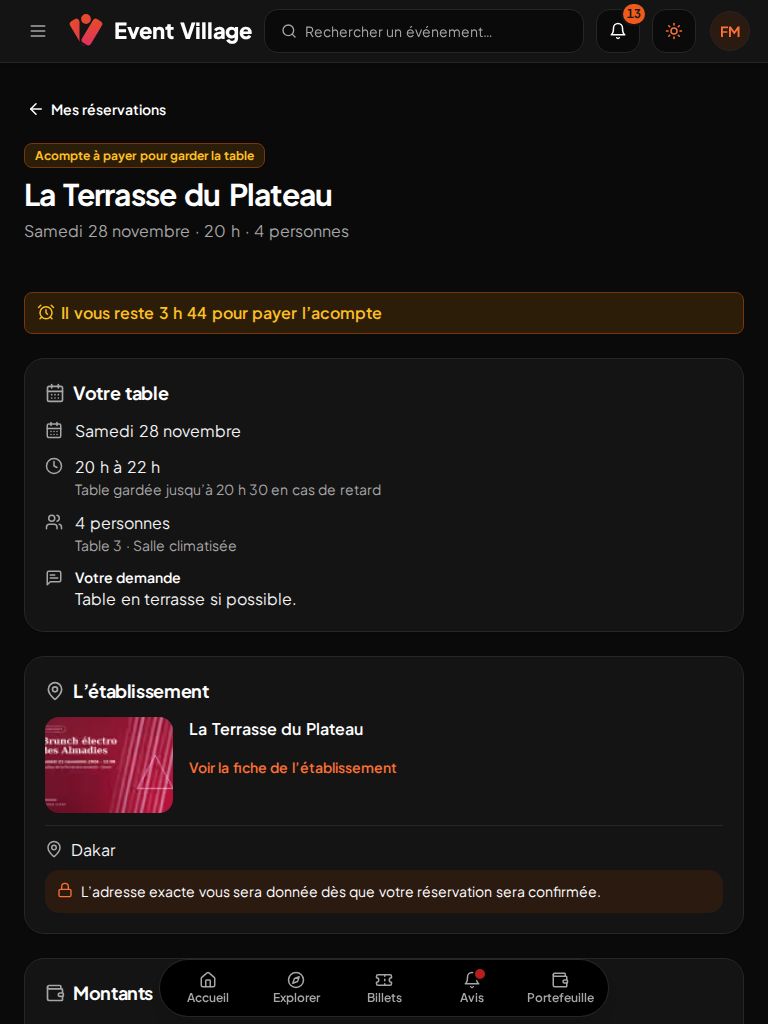 Event Village
Rechercher un événement…
13
FM
Mes réservations
Acompte à payer pour garder la table
La Terrasse du Plateau
Samedi 28 novembre · 20 h · 4 personnes
Il vous reste 3 h 44 pour payer l’acompte
Votre table
Samedi 28 novembre
20 h à 22 h
Table gardée jusqu’à 20 h 30 en cas de retard
4 personnes
Table 3 · Salle climatisée
Votre demande
Table en terrasse si possible.
L’établissement
Brunch électro
des Almadies
La Terrasse du Plateau
Voir la fiche de l’établissement
Dakar
L’adresse exacte vous sera donnée dès que votre réservation sera confirmée.
Montants
Accueil
Explorer
Billets
Avis
Portefeuille